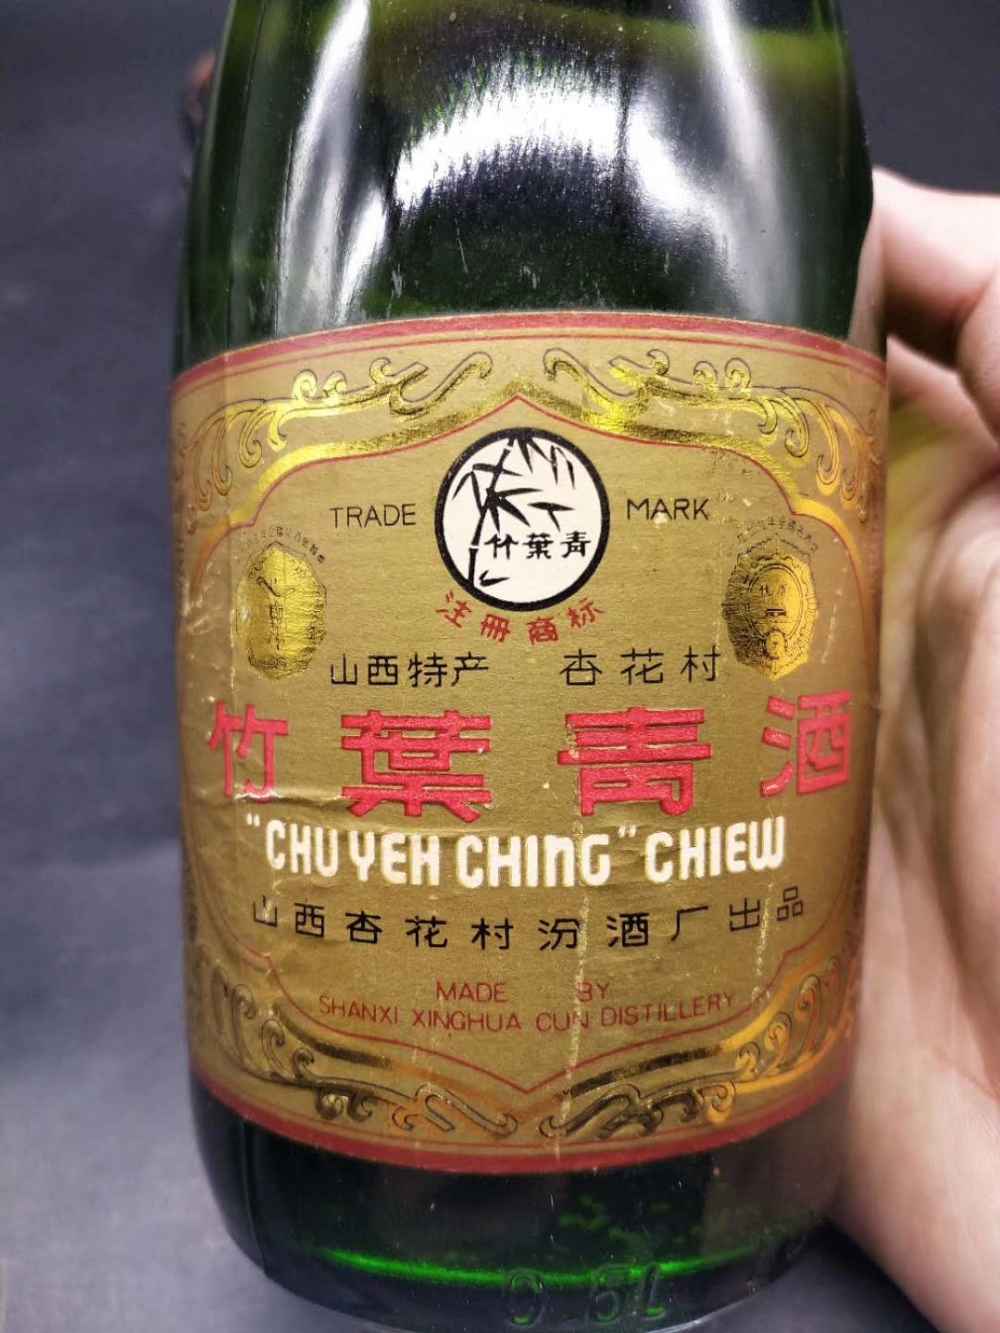 TRADE MARK
竹葉青
注册商标
山西特产 杏花村
竹葉青酒
"CHU YEH CHING" CHIEW
山西杏花村汾酒厂出品
MADE BY
SHANXI XINGHUA CUN DISTILLERY